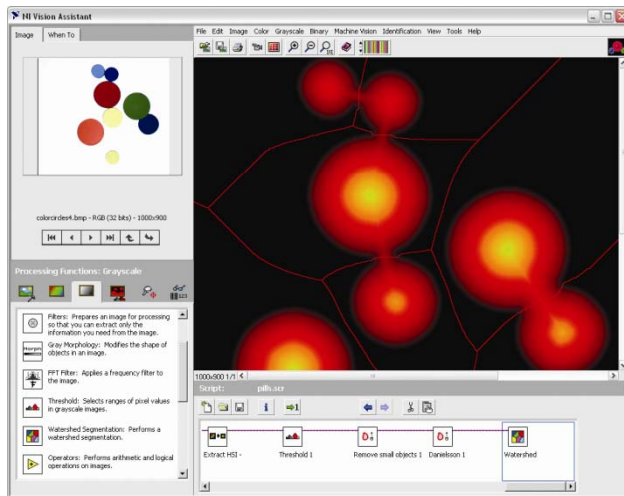 NI Vision Assistant
Image When To
File Edit Image Color Grayscale Binary Machine Vision Identification View Tools Help
colorcircles4.bmp - RGB (32 bits) - 1000x900
Processing Functions: Grayscale
Filters: Prepares an image for processing
so that you can extract only the
information you need from the image.
Gray Morphology: Modifies the shape of
objects in an image.
FFT Filter: Applies a frequency filter to
the image.
Threshold: Selects ranges of pixel values
in grayscale images.
Watershed Segmentation: Performs a
watershed segmentation.
Operators: Performs arithmetic and logical
operations on images.
1000x900 1/1
Script: pills.scr
Extract HSI - Threshold 1 Remove small objects 1 Danielsson 1 Watershed